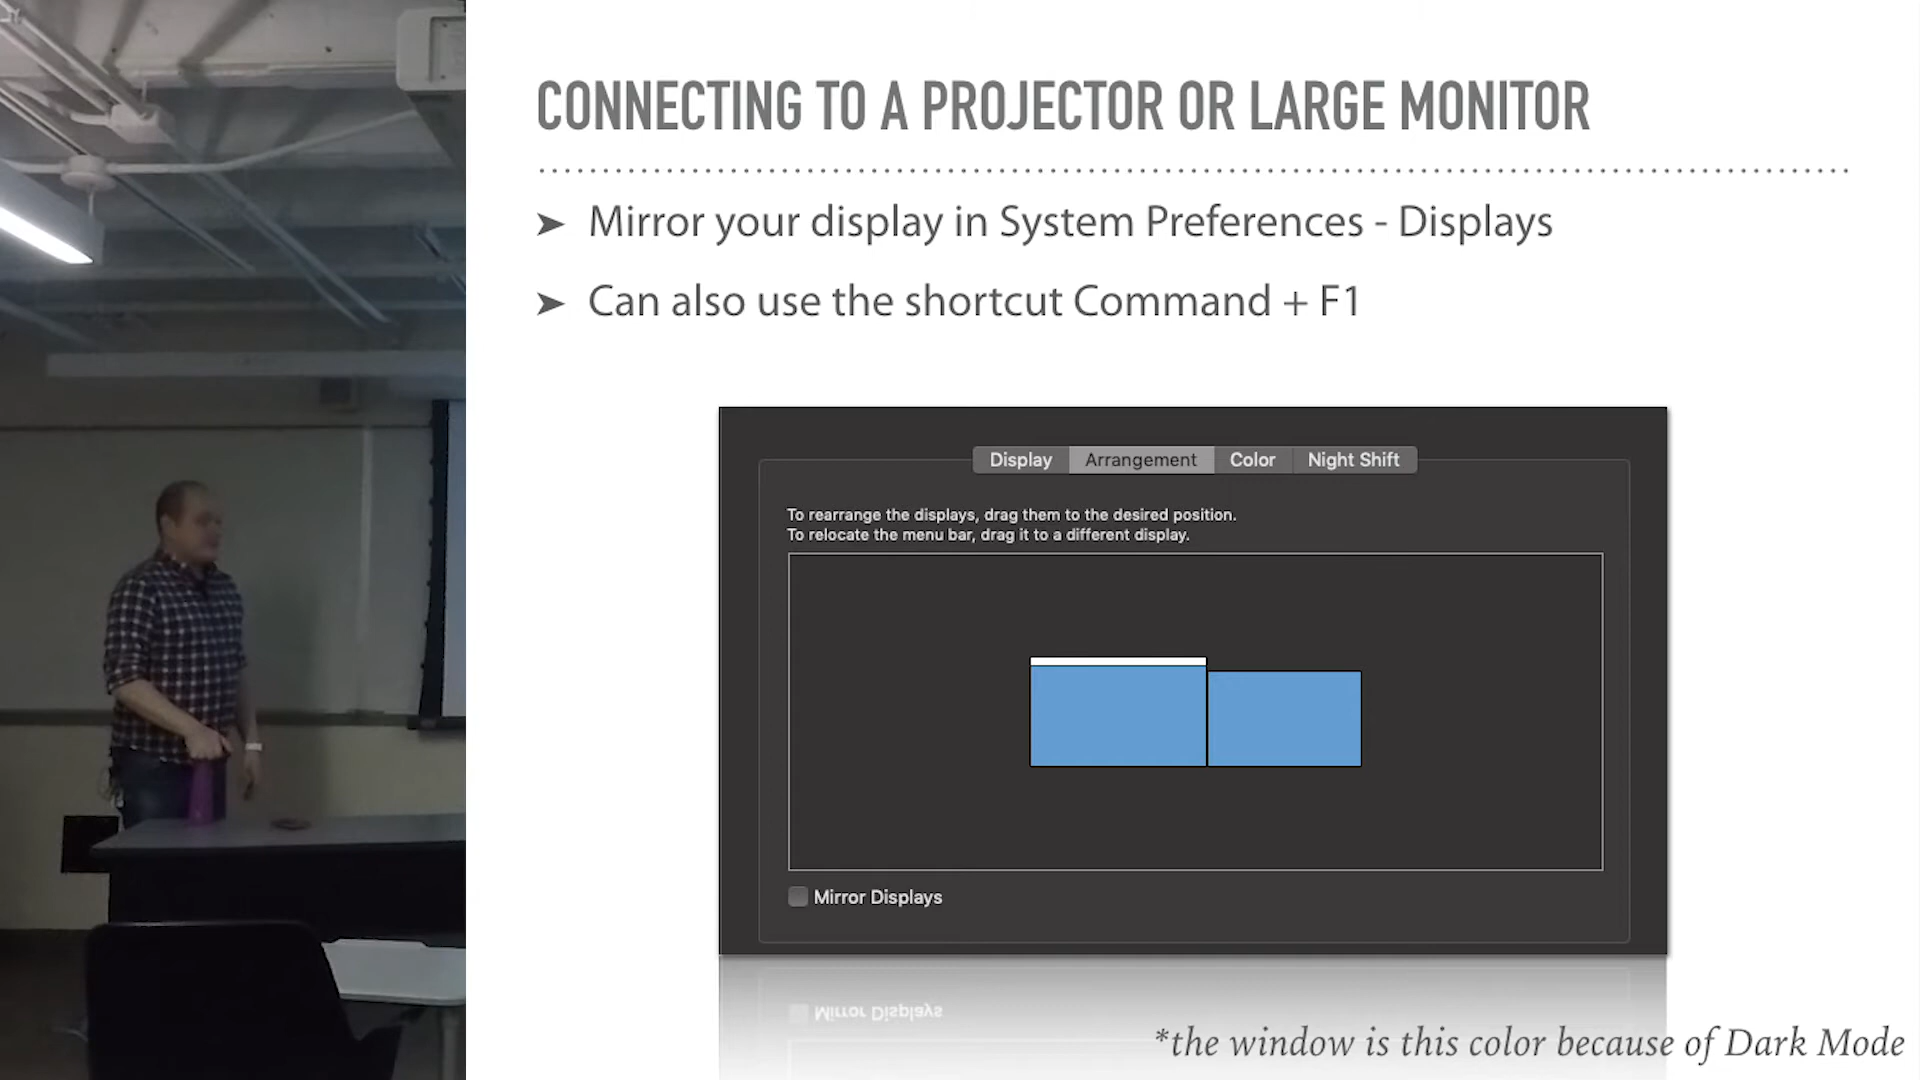 CONNECTING TO A PROJECTOR OR LARGE MONITOR
➤ Mirror your display in System Preferences - Displays
➤ Can also use the shortcut Command + F1
Display Arrangement Color Night Shift
To rearrange the displays, drag them to the desired position.
To relocate the menu bar, drag it to a different display.
Mirror Displays
Mirror Displays
*the window is this color because of Dark Mode